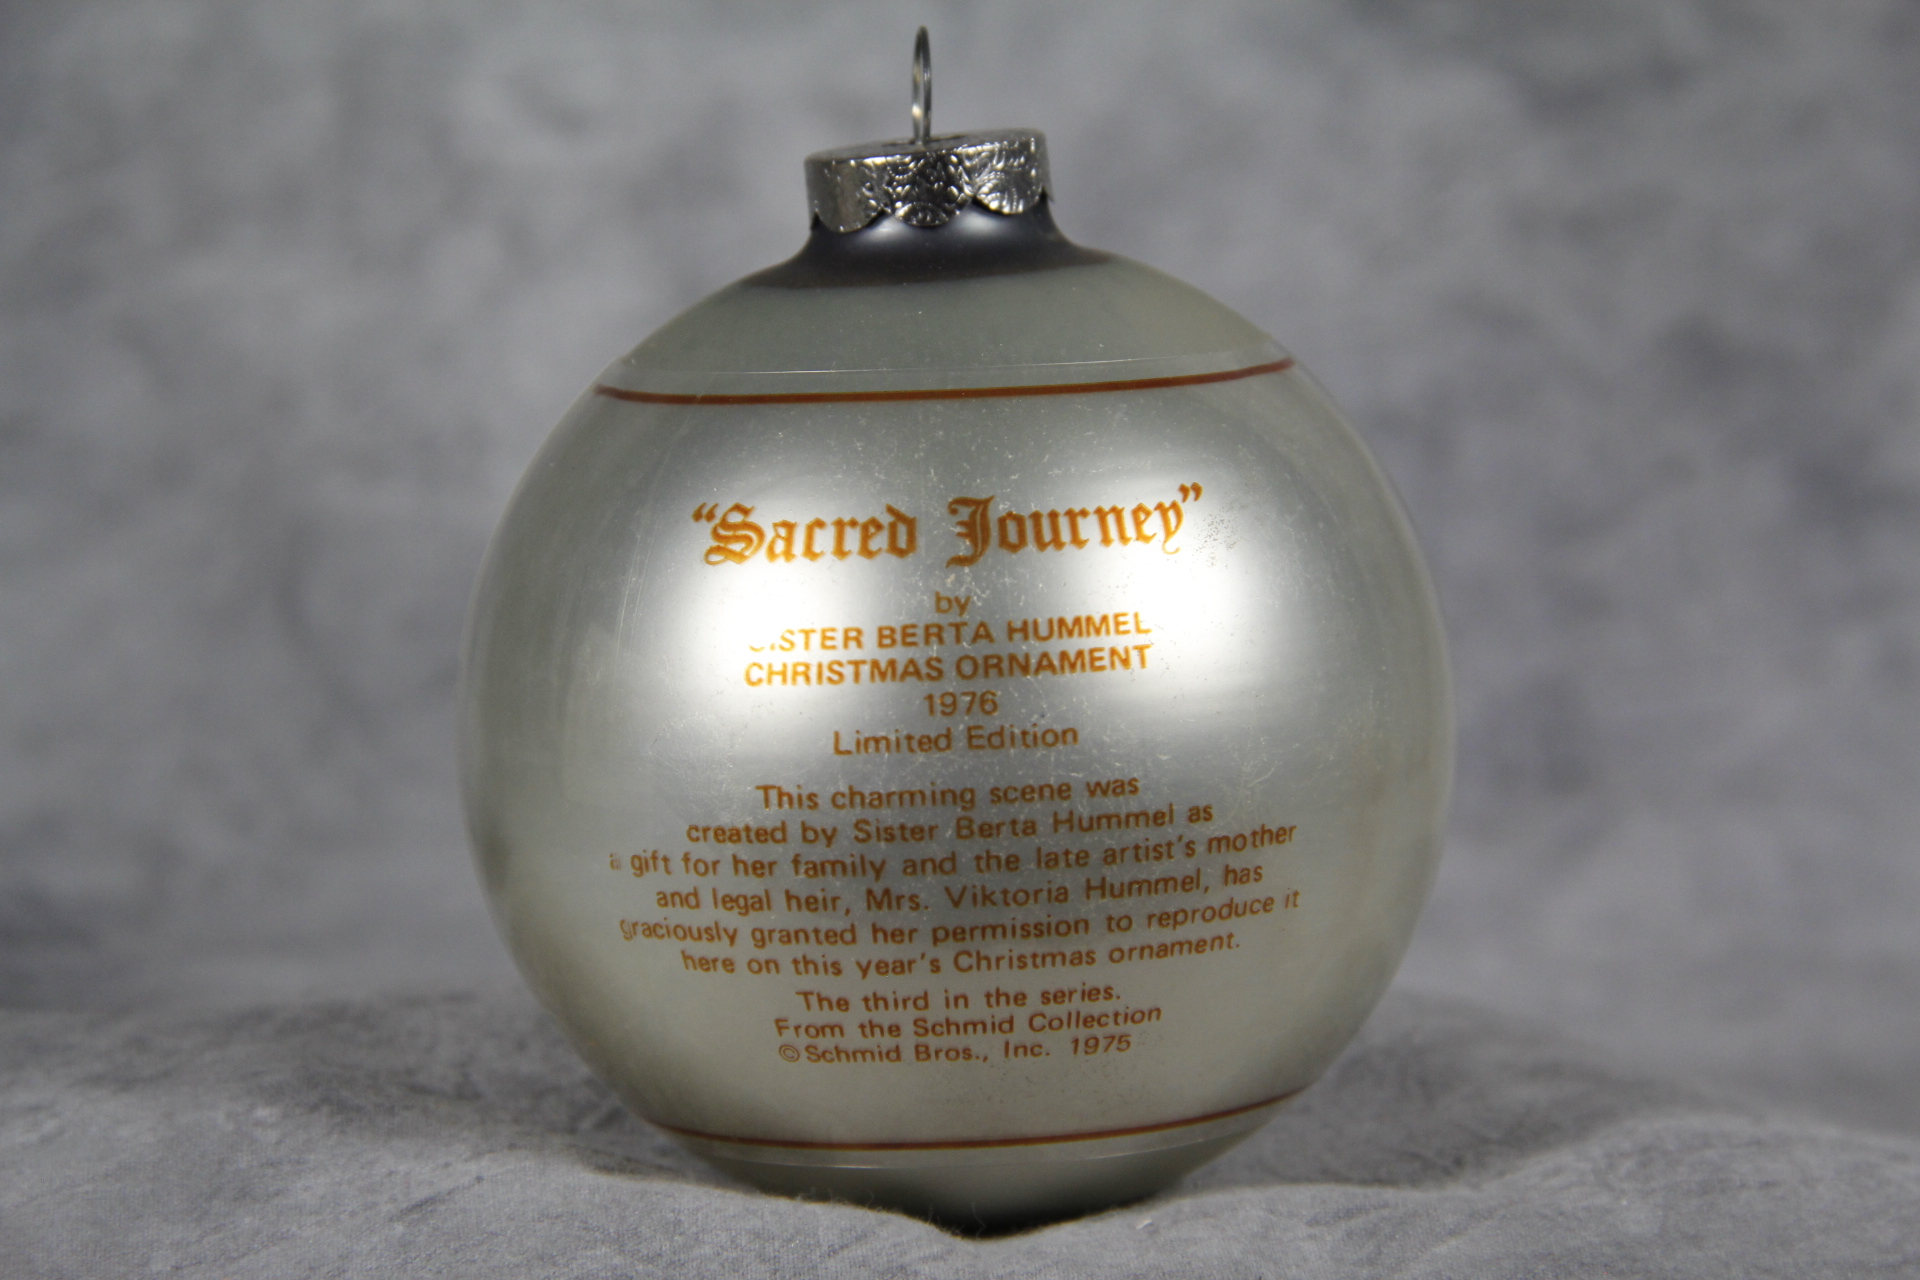 “Sacred Journey”
by
SISTER BERTA HUMMEL
CHRISTMAS ORNAMENT
1976
Limited Edition
This charming scene was
created by Sister Berta Hummel as
a gift for her family and the late artist's mother
and legal heir, Mrs. Viktoria Hummel, has
graciously granted her permission to reproduce it
here on this year's Christmas ornament.
The third in the series.
From the Schmid Collection
©Schmid Bros., Inc. 1975